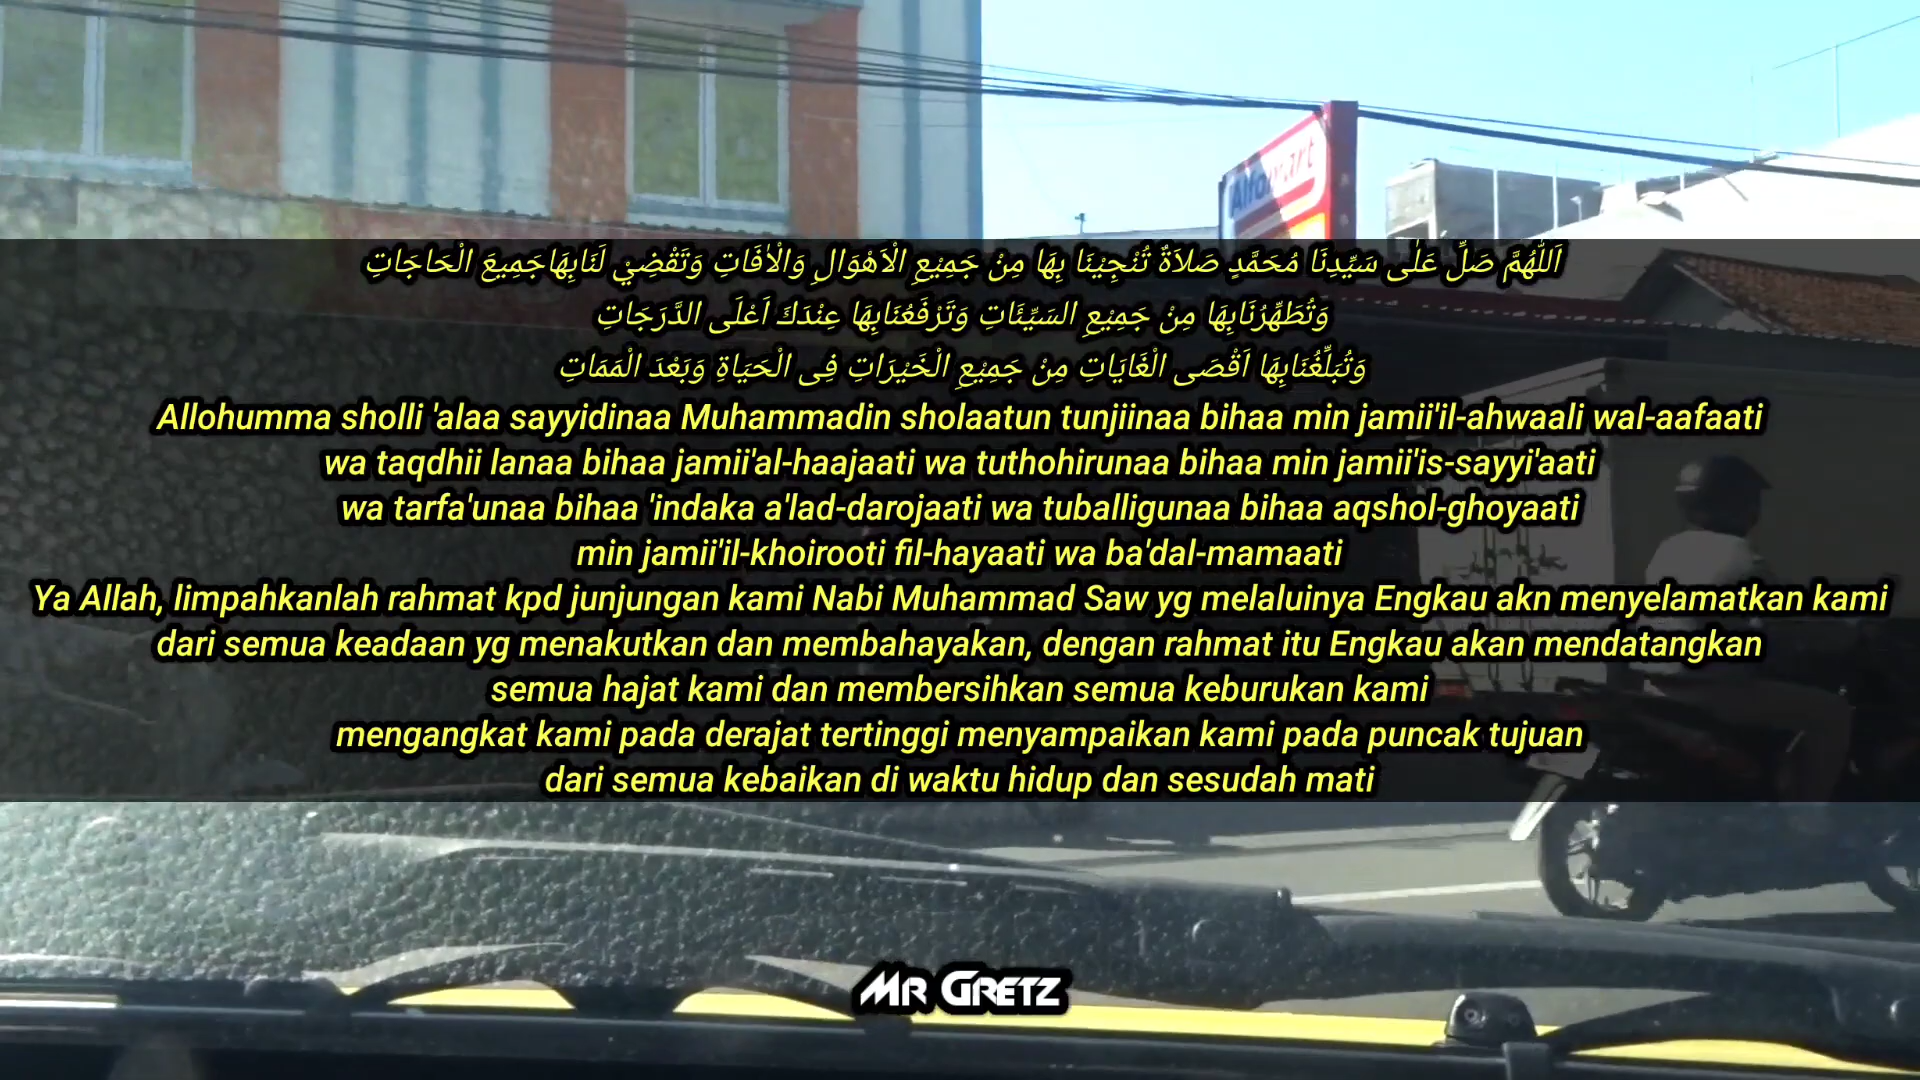 Alfamart
اَللّٰهُمَّ صَلِّ عَلٰى سَيِّدِنَا مُحَمَّدٍ صَلاَةٌ تُنْجِيْنَا بِهَا مِنْ جَمِيْعِ الْاَهْوَالِ وَالْاٰفَاتِ وَتَقْضِيْ لَنَابِهَاجَمِيعَ الْحَاجَاتِ
وَتُطَهِّرُنَابِهَا مِنْ جَمِيْعِ السَيِّئَاتِ وَتَرْفَعُنَابِهَا عِنْدَكَ اَعْلَى الدَّرَجَاتِ
وَتُبَلِّغُنَابِهَا اَقْصَى الْغَايَاتِ مِنْ جَمِيْعِ الْخَيْرَاتِ فِى الْحَيَاةِ وَبَعْدَ الْمَمَاتِ
Allohumma sholli 'alaa sayyidinaa Muhammadin sholaatun tunjiinaa bihaa min jamii'il-ahwaali wal-aafaati
wa taqdhii lanaa bihaa jamii'al-haajaati wa tuthohirunaa bihaa min jamii'is-sayyi'aati
wa tarfa'unaa bihaa 'indaka a'lad-darojaati wa tuballigunaa bihaa aqshol-ghoyaati
min jamii'il-khoirooti fil-hayaati wa ba'dal-mamaati
Ya Allah, limpahkanlah rahmat kpd junjungan kami Nabi Muhammad Saw yg melaluinya Engkau akn menyelamatkan kami
dari semua keadaan yg menakutkan dan membahayakan, dengan rahmat itu Engkau akan mendatangkan
semua hajat kami dan membersihkan semua keburukan kami
mengangkat kami pada derajat tertinggi menyampaikan kami pada puncak tujuan
dari semua kebaikan di waktu hidup dan sesudah mati
MR GRETZ